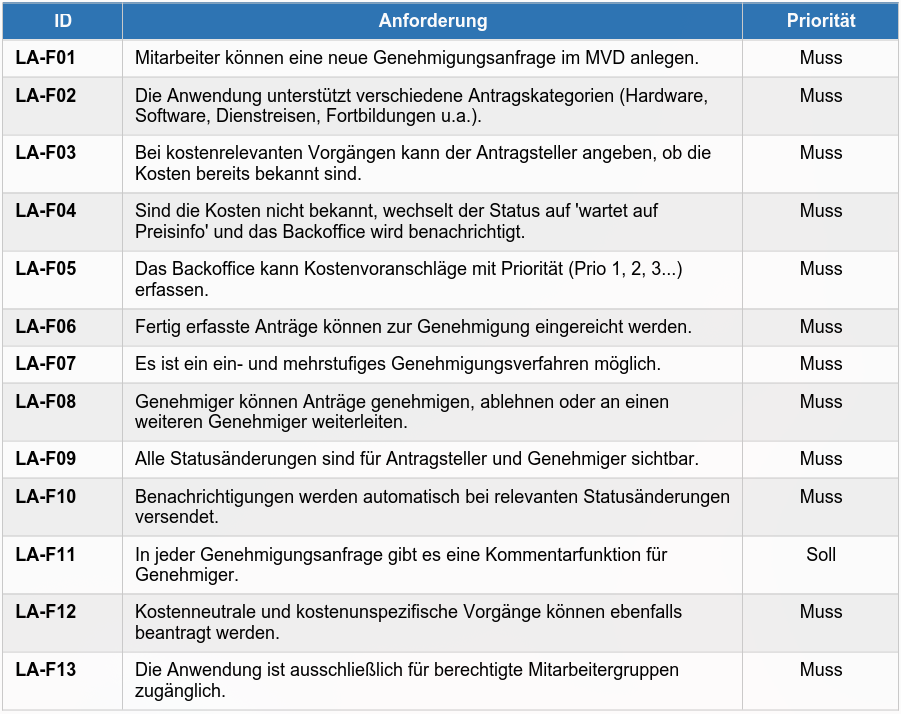 ID Anforderung Priorität
LA-F01 Mitarbeiter können eine neue Genehmigungsanfrage im MVD anlegen. Muss
LA-F02 Die Anwendung unterstützt verschiedene Antragskategorien (Hardware, Muss
Software, Dienstreisen, Fortbildungen u.a.).
LA-F03 Bei kostenrelevanten Vorgängen kann der Antragsteller angeben, ob die Muss
Kosten bereits bekannt sind.
LA-F04 Sind die Kosten nicht bekannt, wechselt der Status auf 'wartet auf Muss
Preisinfo' und das Backoffice wird benachrichtigt.
LA-F05 Das Backoffice kann Kostenvoranschläge mit Priorität (Prio 1, 2, 3...) Muss
erfassen.
LA-F06 Fertig erfasste Anträge können zur Genehmigung eingereicht werden. Muss
LA-F07 Es ist ein ein- und mehrstufiges Genehmigungsverfahren möglich. Muss
LA-F08 Genehmiger können Anträge genehmigen, ablehnen oder an einen Muss
weiteren Genehmiger weiterleiten.
LA-F09 Alle Statusänderungen sind für Antragsteller und Genehmiger sichtbar. Muss
LA-F10 Benachrichtigungen werden automatisch bei relevanten Statusänderungen Muss
versendet.
LA-F11 In jeder Genehmigungsanfrage gibt es eine Kommentarfunktion für Soll
Genehmiger.
LA-F12 Kostenneutrale und kostenunspezifische Vorgänge können ebenfalls Muss
beantragt werden.
LA-F13 Die Anwendung ist ausschließlich für berechtigte Mitarbeitergruppen Muss
zugänglich.